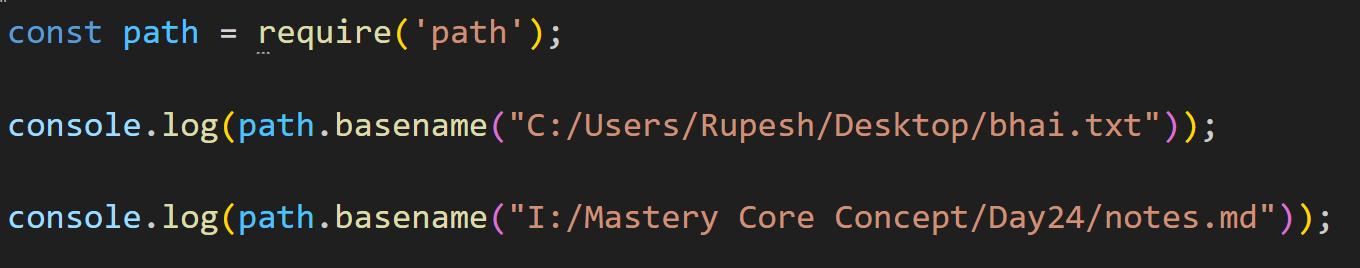 const path = require('path');
console.log(path.basename("C:/Users/Rupesh/Desktop/bhai.txt"));
console.log(path.basename("I:/Mastery Core Concept/Day24/notes.md"));